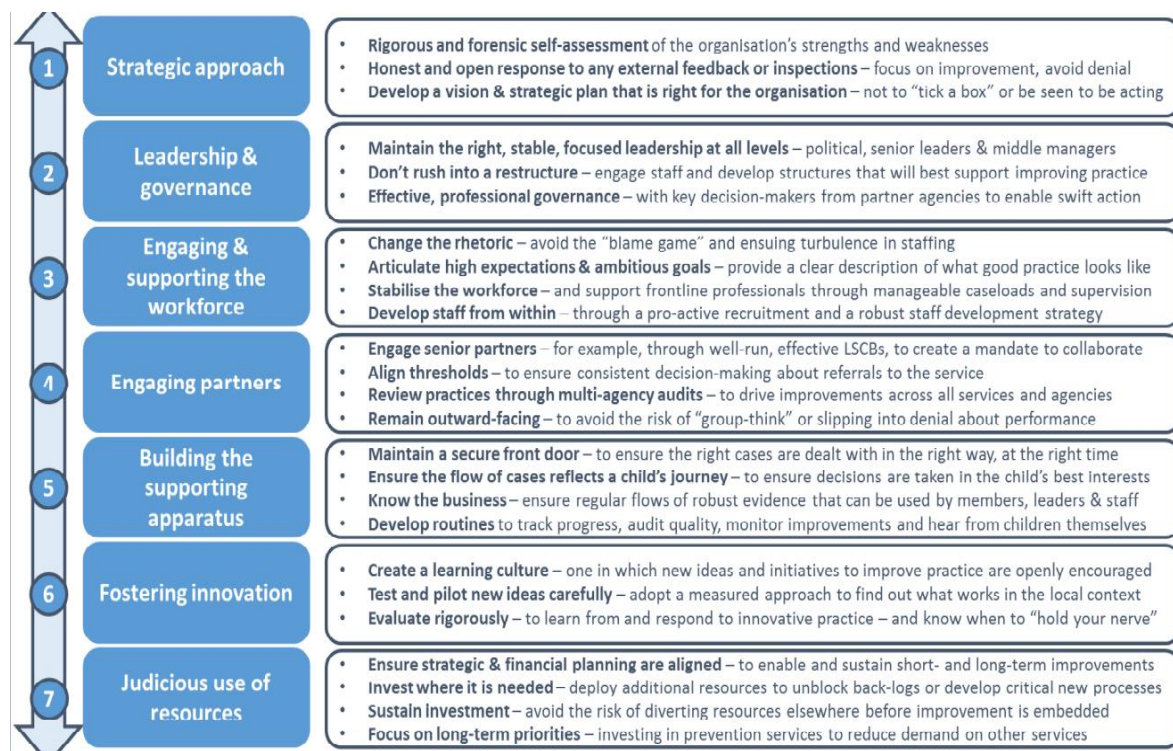 1
Strategic approach
• Rigorous and forensic self-assessment of the organisation's strengths and weaknesses
• Honest and open response to any external feedback or inspections – focus on improvement, avoid denial
• Develop a vision & strategic plan that is right for the organisation – not to "tick a box" or be seen to be acting
2
Leadership &
governance
• Maintain the right, stable, focused leadership at all levels – political, senior leaders & middle managers
• Don't rush into a restructure – engage staff and develop structures that will best support improving practice
• Effective, professional governance – with key decision-makers from partner agencies to enable swift action
3
Engaging &
supporting the
workforce
• Change the rhetoric – avoid the "blame game" and ensuing turbulence in staffing
• Articulate high expectations & ambitious goals – provide a clear description of what good practice looks like
• Stabilise the workforce – and support frontline professionals through manageable caseloads and supervision
• Develop staff from within – through a pro-active recruitment and a robust staff development strategy
4
Engaging partners
• Engage senior partners – for example, through well-run, effective LSCBs, to create a mandate to collaborate
• Align thresholds – to ensure consistent decision-making about referrals to the service
• Review practices through multi-agency audits – to drive improvements across all services and agencies
• Remain outward-facing – to avoid the risk of "group-think" or slipping into denial about performance
5
Building the
supporting
apparatus
• Maintain a secure front door – to ensure the right cases are dealt with in the right way, at the right time
• Ensure the flow of cases reflects a child's journey – to ensure decisions are taken in the child's best interests
• Know the business – ensure regular flows of robust evidence that can be used by members, leaders & staff
• Develop routines to track progress, audit quality, monitor improvements and hear from children themselves
6
Fostering innovation
• Create a learning culture – one in which new ideas and initiatives to improve practice are openly encouraged
• Test and pilot new ideas carefully – adopt a measured approach to find out what works in the local context
• Evaluate rigorously – to learn from and respond to innovative practice – and know when to "hold your nerve"
7
Judicious use of
resources
• Ensure strategic & financial planning are aligned – to enable and sustain short- and long-term improvements
• Invest where it is needed – deploy additional resources to unblock back-logs or develop critical new processes
• Sustain investment – avoid the risk of diverting resources elsewhere before improvement is embedded
• Focus on long-term priorities – investing in prevention services to reduce demand on other services